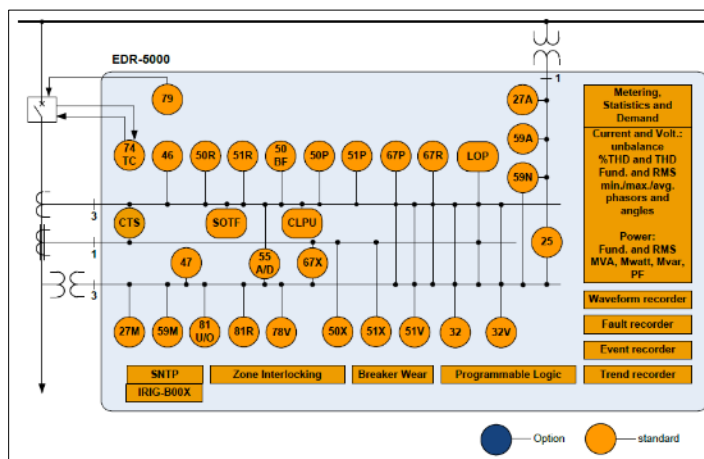 EDR-5000
1
79
27A
Metering,
Statistics and
Demand
74
TC
46
50R
51R
50
BF
50P
51P
67P
67R
LOP
59A
59N
Current and Volt.:
unbalance
%THD and THD
Fund. and RMS
min./max./avg.
phasors and
angles
Power:
Fund. and RMS
MVA, Mwatt, Mvar,
PF
3
CTS
SOTF
CLPU
1
47
55
A/D
67X
25
3
27M
59M
81
U/O
81R
78V
50X
51X
51V
32
32V
Waveform recorder
Fault recorder
Event recorder
Trend recorder
SNTP
Zone Interlocking
Breaker Wear
Programmable Logic
IRIG-B00X
Option
standard